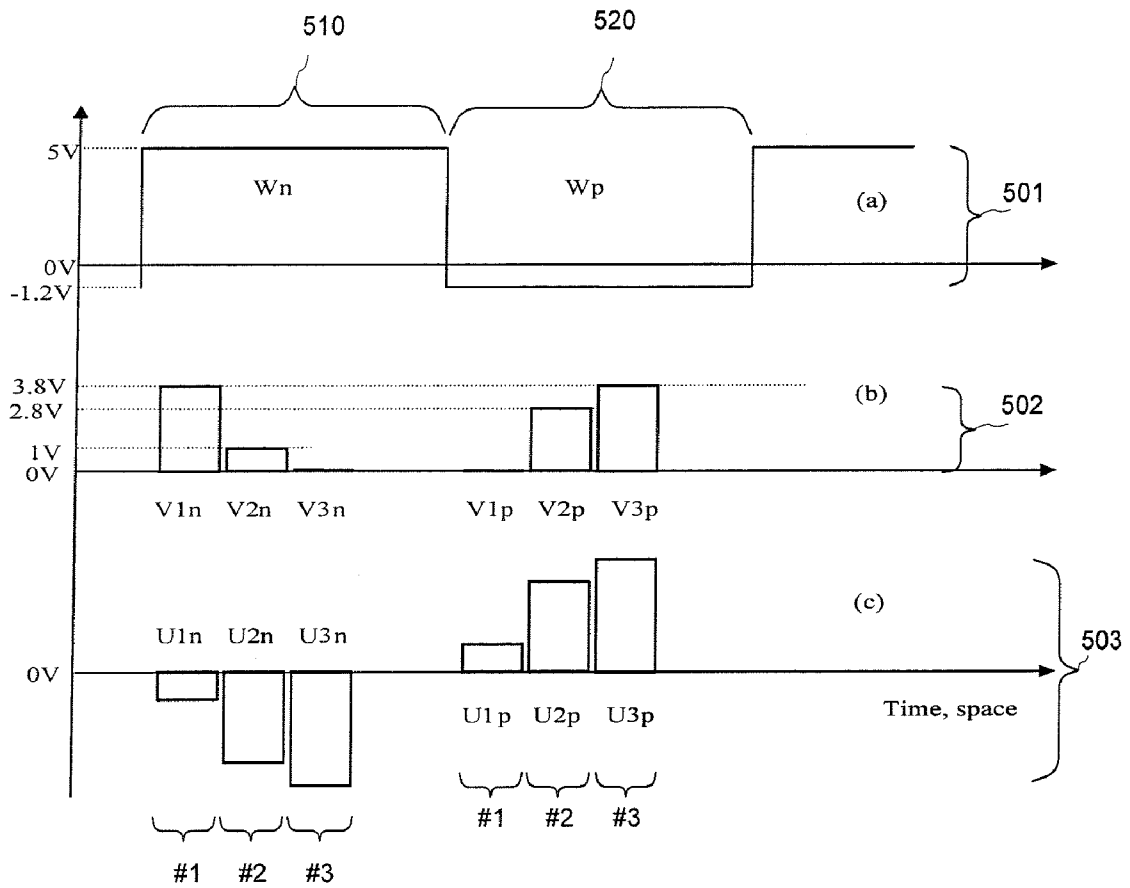 510 520
5V
Wn Wp (a) 501
0V
-1.2V
3.8V
(b)
2.8V 502
1V
0V
V1n V2n V3n V1p V2p V3p
(c)
U1n U2n U3n 503
0V
U1p U2p U3p Time, space
#1 #2 #3
#1 #2 #3